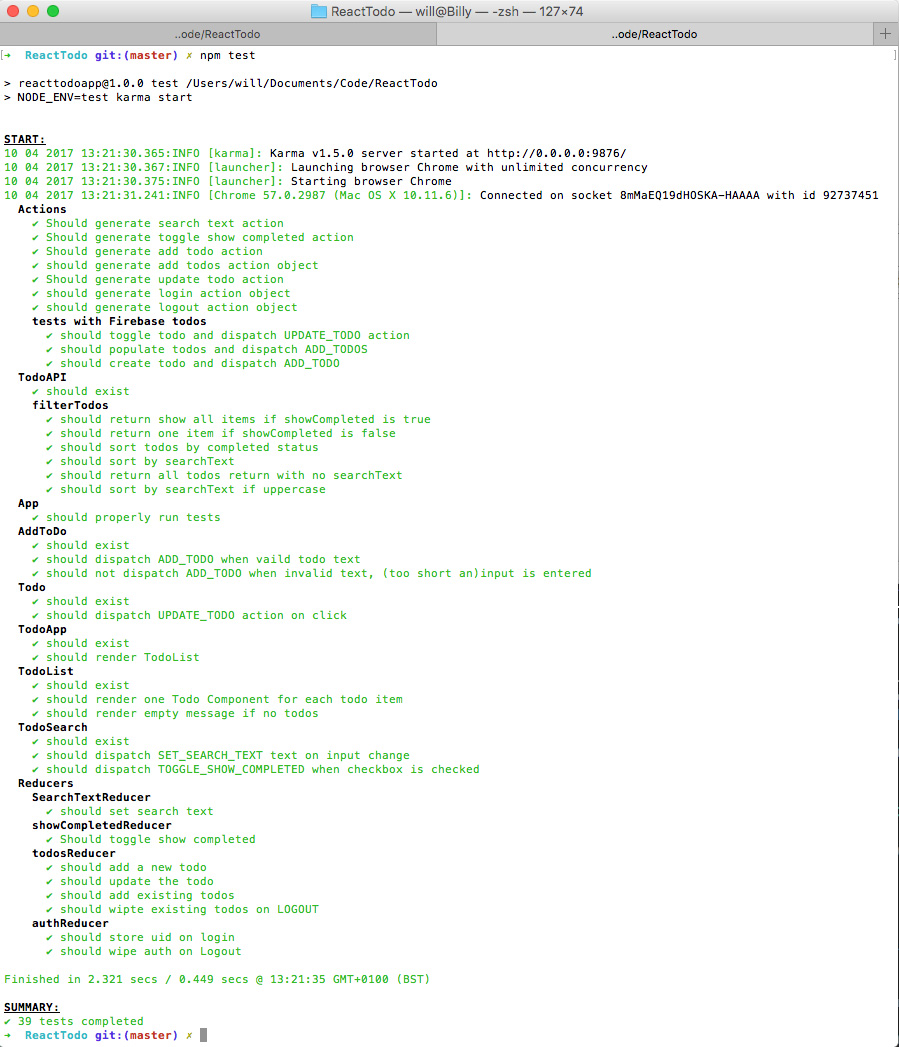 ReactTodo — will@Billy — -zsh — 127×74
..ode/ReactTodo ..ode/ReactTodo +
[➜ ReactTodo git:(master) ✗ npm test ]
> reacttodoapp@1.0.0 test /Users/will/Documents/Code/ReactTodo
> NODE_ENV=test karma start
START:
10 04 2017 13:21:30.365:INFO [karma]: Karma v1.5.0 server started at http://0.0.0.0:9876/
10 04 2017 13:21:30.367:INFO [launcher]: Launching browser Chrome with unlimited concurrency
10 04 2017 13:21:30.375:INFO [launcher]: Starting browser Chrome
10 04 2017 13:21:31.241:INFO [Chrome 57.0.2987 (Mac OS X 10.11.6)]: Connected on socket 8mMaEQ19dHOSKA-HAAAA with id 92737451
Actions
✔ Should generate search text action
✔ Should generate toggle show completed action
✔ Should generate add todo action
✔ should generate add todos action object
✔ Should generate update todo action
✔ should generate login action object
✔ should generate logout action object
tests with Firebase todos
✔ should toggle todo and dispatch UPDATE_TODO action
✔ should populate todos and dispatch ADD_TODOS
✔ should create todo and dispatch ADD_TODO
TodoAPI
✔ should exist
filterTodos
✔ should return show all items if showCompleted is true
✔ should return one item if showCompleted is false
✔ should sort todos by completed status
✔ should sort by searchText
✔ should return all todos return with no searchText
✔ should sort by searchText if uppercase
App
✔ should properly run tests
AddToDo
✔ should exist
✔ should dispatch ADD_TODO when vaild todo text
✔ should not dispatch ADD_TODO when invalid text, (too short an)input is entered
Todo
✔ should exist
✔ should dispatch UPDATE_TODO action on click
TodoApp
✔ should exist
✔ should render TodoList
TodoList
✔ should exist
✔ should render one Todo Component for each todo item
✔ should render empty message if no todos
TodoSearch
✔ should exist
✔ should dispatch SET_SEARCH_TEXT text on input change
✔ should dispatch TOGGLE_SHOW_COMPLETED when checkbox is checked
Reducers
SearchTextReducer
✔ should set search text
showCompletedReducer
✔ Should toggle show completed
todosReducer
✔ should add a new todo
✔ should update the todo
✔ should add existing todos
✔ should wipte existing todos on LOGOUT
authReducer
✔ should store uid on login
✔ should wipe auth on Logout
Finished in 2.321 secs / 0.449 secs @ 13:21:35 GMT+0100 (BST)
SUMMARY:
✔ 39 tests completed
➜ ReactTodo git:(master) ✗